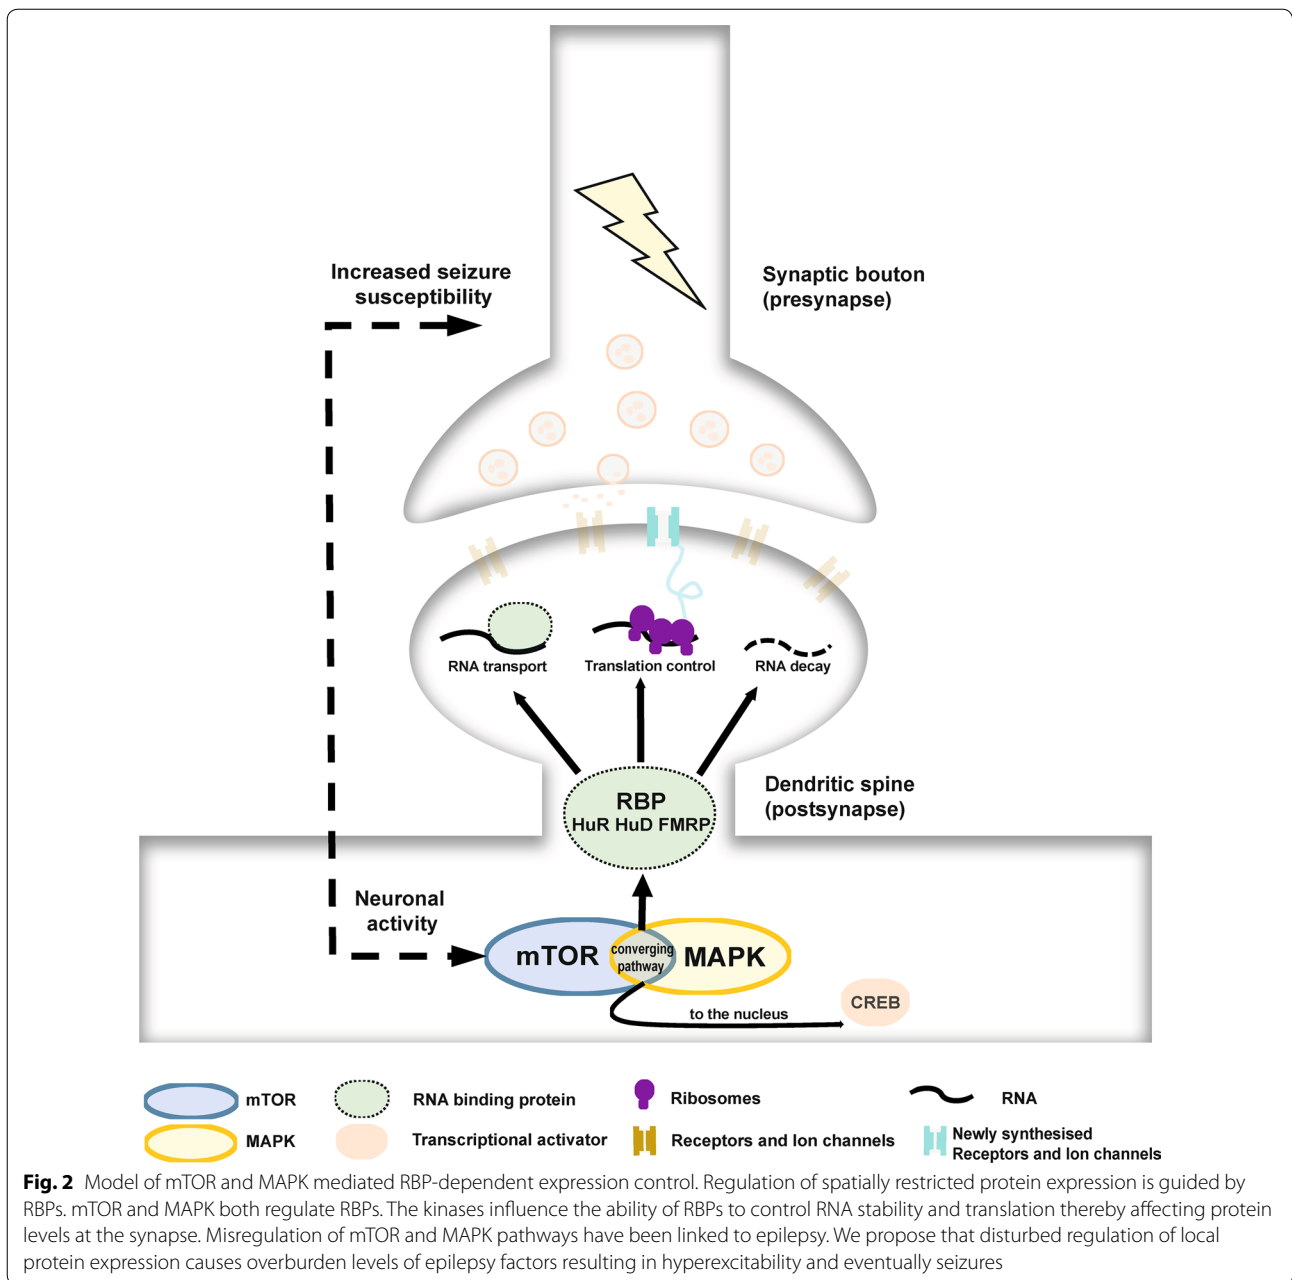 Increased seizure
susceptibility
Synaptic bouton
(presynapse)
RNA transport
Translation control
RNA decay
Dendritic spine
(postsynapse)
RBP
HuR HuD FMRP
Neuronal
activity
mTOR
converging
pathway
MAPK
to the nucleus
CREB
mTOR
RNA binding protein
Ribosomes
RNA
MAPK
Transcriptional activator
Receptors and Ion channels
Newly synthesised
Receptors and Ion channels
Fig. 2 Model of mTOR and MAPK mediated RBP-dependent expression control. Regulation of spatially restricted protein expression is guided by
RBPs. mTOR and MAPK both regulate RBPs. The kinases influence the ability of RBPs to control RNA stability and translation thereby affecting protein
levels at the synapse. Misregulation of mTOR and MAPK pathways have been linked to epilepsy. We propose that disturbed regulation of local
protein expression causes overburden levels of epilepsy factors resulting in hyperexcitability and eventually seizures